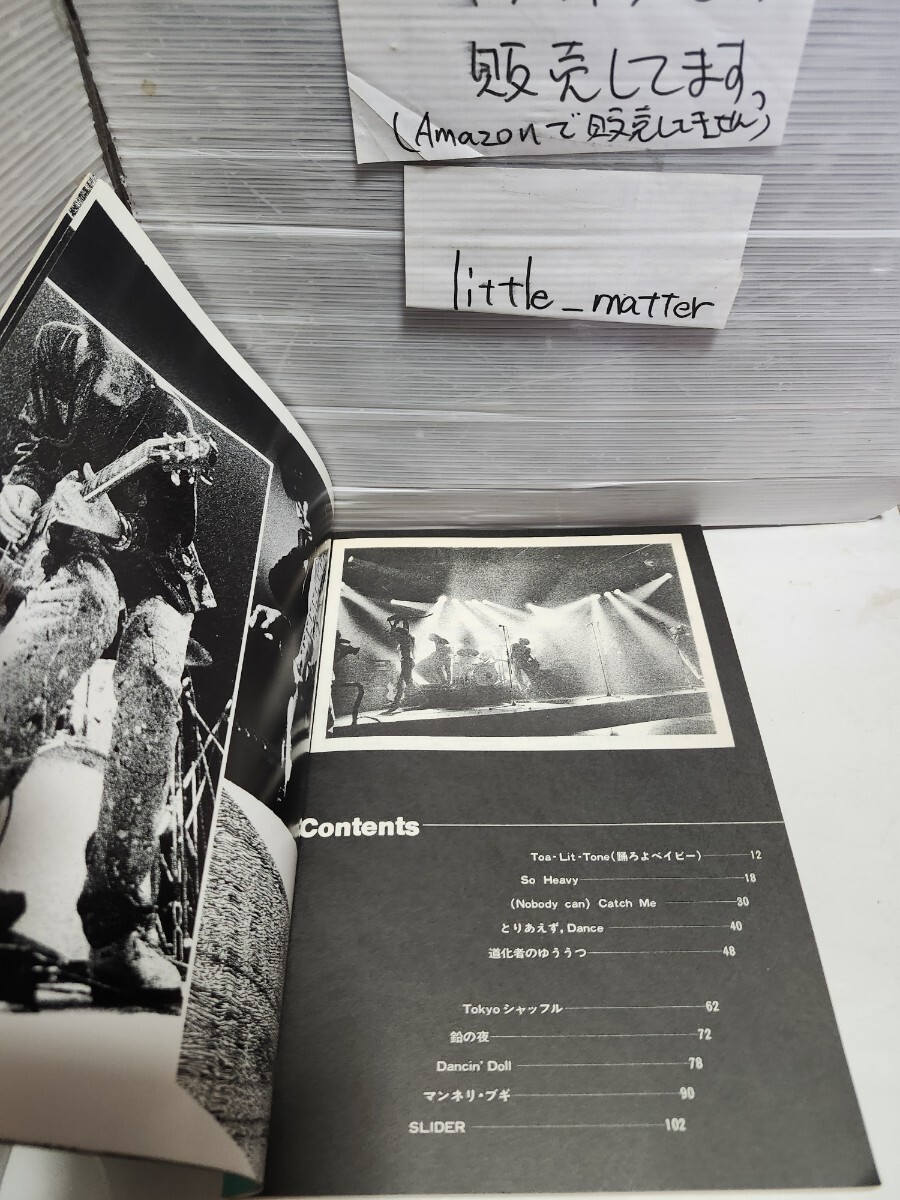 販売してます。
(Amazonで販売してません)
little_matter
Contents
Toa-Lit-Tone(踊ろよベイビー) 12
So Heavy 18
(Nobody can) Catch Me 30
とりあえず, Dance 40
道化者のゆううつ 48
Tokyoシャッフル 62
鉛の夜 72
Dancin' Doll 78
マンネリ・ブギ 90
SLIDER 102